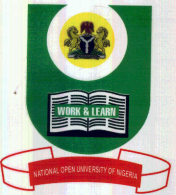 WORK & LEARN
NATIONAL OPEN UNIVERSITY OF NIGERIA